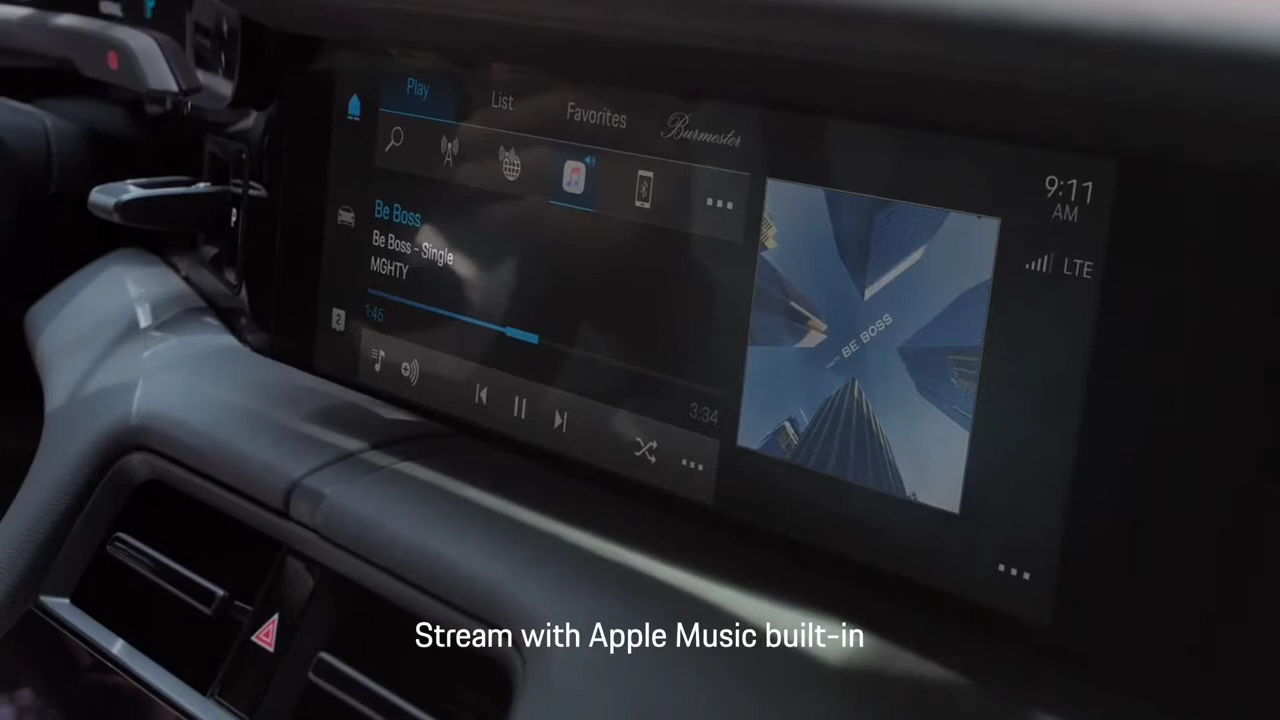 Play
List
Favorites
Burmester
Be Boss
Be Boss - Single
MGHTY
1:45
3:34
2
P
BE BOSS
9:11
AM
LTE
Stream with Apple Music built-in